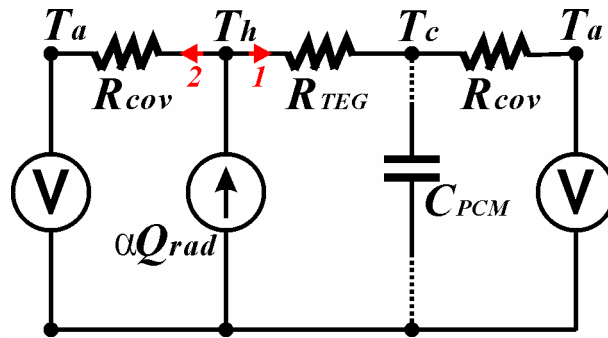 Ta Th Tc Ta
2 1
Rcov RTEG Rcov
V V
CPCM
αQrad